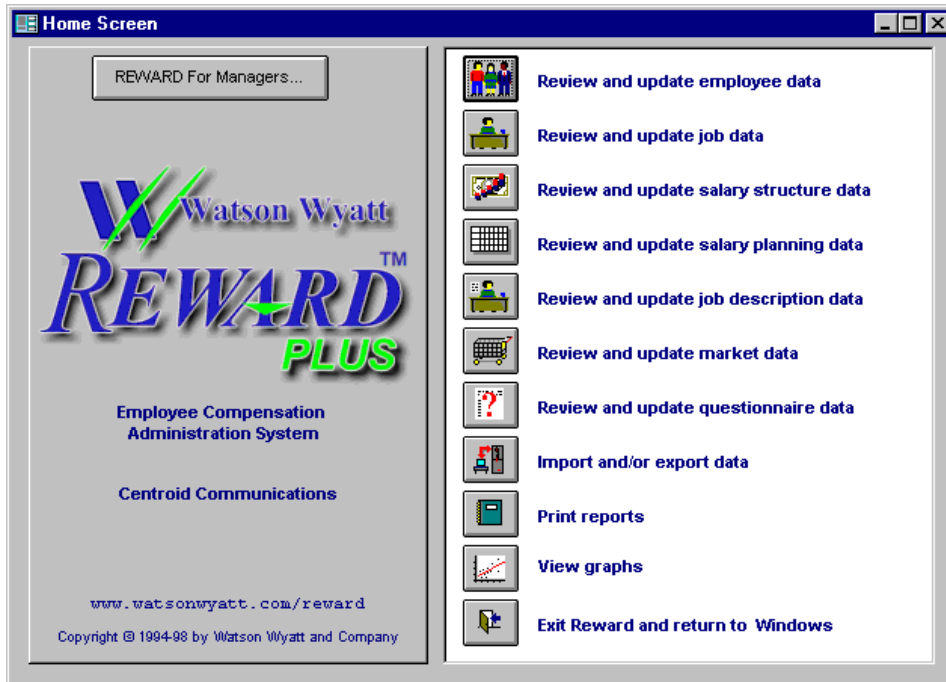 Home Screen
REWARD For Managers...
Watson Wyatt
REWARD™
PLUS
Employee Compensation
Administration System
Centroid Communications
www.watsonwyatt.com/reward
Copyright © 1994-98 by Watson Wyatt and Company
Review and update employee data
Review and update job data
Review and update salary structure data
Review and update salary planning data
Review and update job description data
Review and update market data
Review and update questionnaire data
Import and/or export data
Print reports
View graphs
Exit Reward and return to Windows